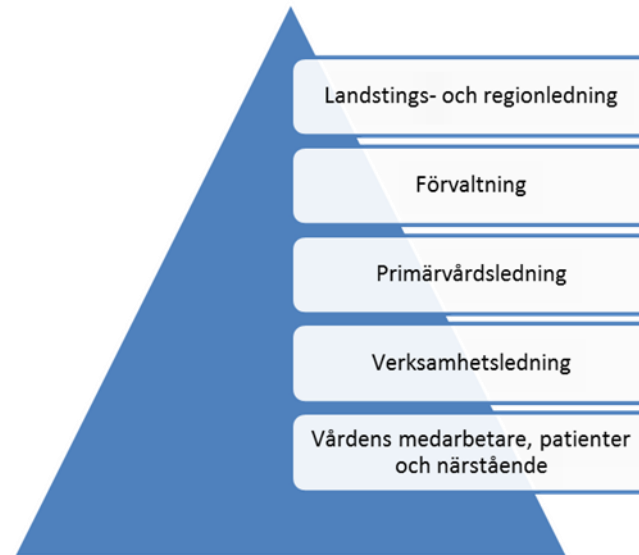 Landstings- och regionledning
Förvaltning
Primärvårdsledning
Verksamhetsledning
Vårdens medarbetare, patienter
och närstående